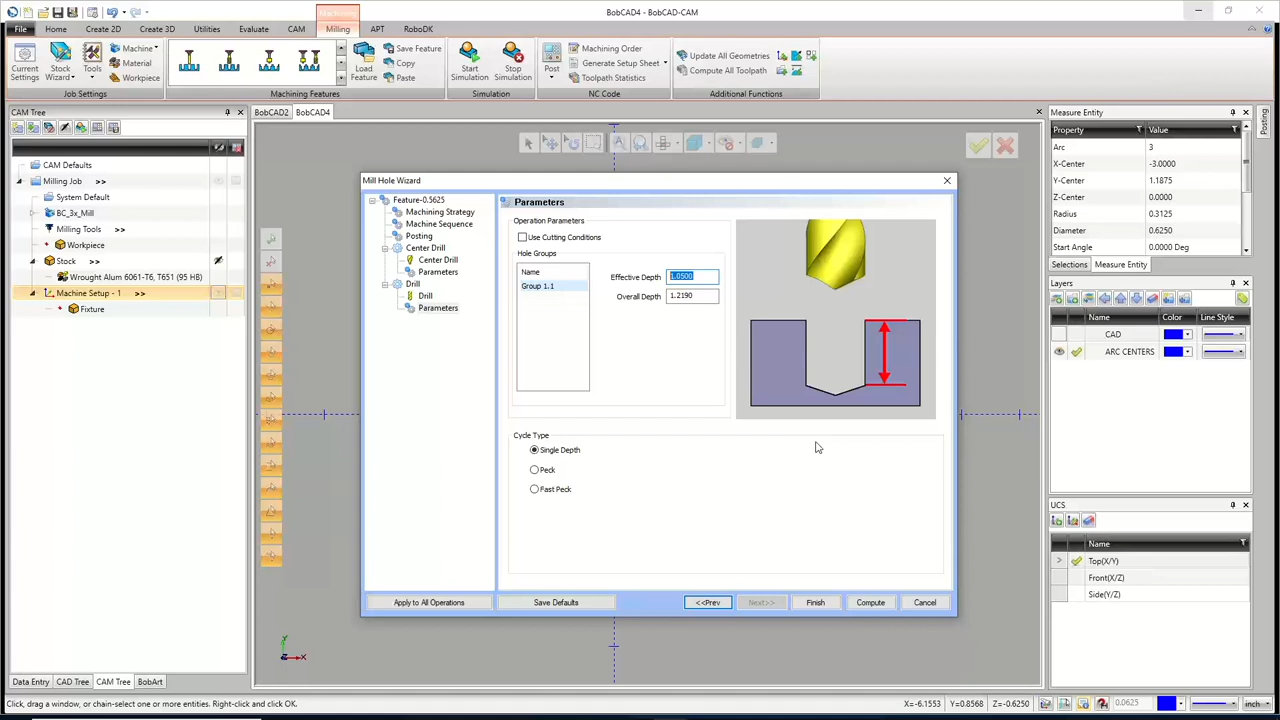 Machining
BobCAD4 - BobCAD-CAM
File Home Create 2D Create 3D Utilities Evaluate CAM Milling APT RoboDK
Current Settings
Stock Wizard
Tools
Machine
Material
Workpiece
Load Feature
Save Feature
Copy
Paste
Start Simulation
Stop Simulation
Post
Machining Order
Generate Setup Sheet
Toolpath Statistics
Update All Geometries
Compute All Toolpath
Job Settings Machining Features Simulation NC Code Additional Functions
CAM Tree
BobCAD2 BobCAD4
CAM Defaults
Milling Job >>
System Default
BC_3x_Mill
Milling Tools >>
Workpiece
Stock
Wrought Alum 6061-T6, T651 (95 HB)
Machine Setup - 1 >>
Fixture
Mill Hole Wizard
Feature-0.5625
Machining Strategy
Machine Sequence
Posting
Center Drill
Center Drill
Parameters
Drill
Drill
Parameters
Parameters
Operation Parameters
Use Cutting Conditions
Hole Groups
Name
Group 1.1
Effective Depth 1.0500
Overall Depth 1.2190
Cycle Type
Single Depth
Peck
Fast Peck
Apply to All Operations Save Defaults <<Prev Next>> Finish Compute Cancel
Measure Entity
Property Value
Arc 3
X-Center -3.0000
Y-Center 1.1875
Z-Center 0.0000
Radius 0.3125
Diameter 0.6250
Start Angle 0.0000 Deg
Selections Measure Entity
Posting
Layers
Name Color Line Style
CAD
ARC CENTERS
UCS
Name
Top(X/Y)
Front(X/Z)
Side(Y/Z)
Y
Z X
Data Entry CAD Tree CAM Tree BobArt
Click, drag a window, or chain-select one or more entities. Right-click and click OK.
X=-6.1553 Y=0.8568 Z=-0.6250 0.0625 inch